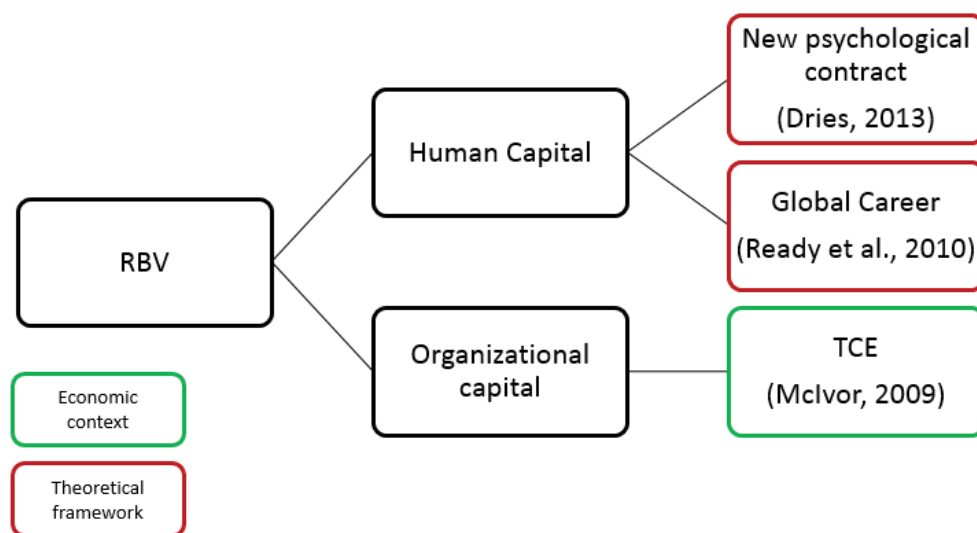 New psychological
contract
(Dries, 2013)
Human Capital
Global Career
(Ready et al., 2010)
RBV
Organizational
capital
TCE
(McIvor, 2009)
Economic
context
Theoretical
framework